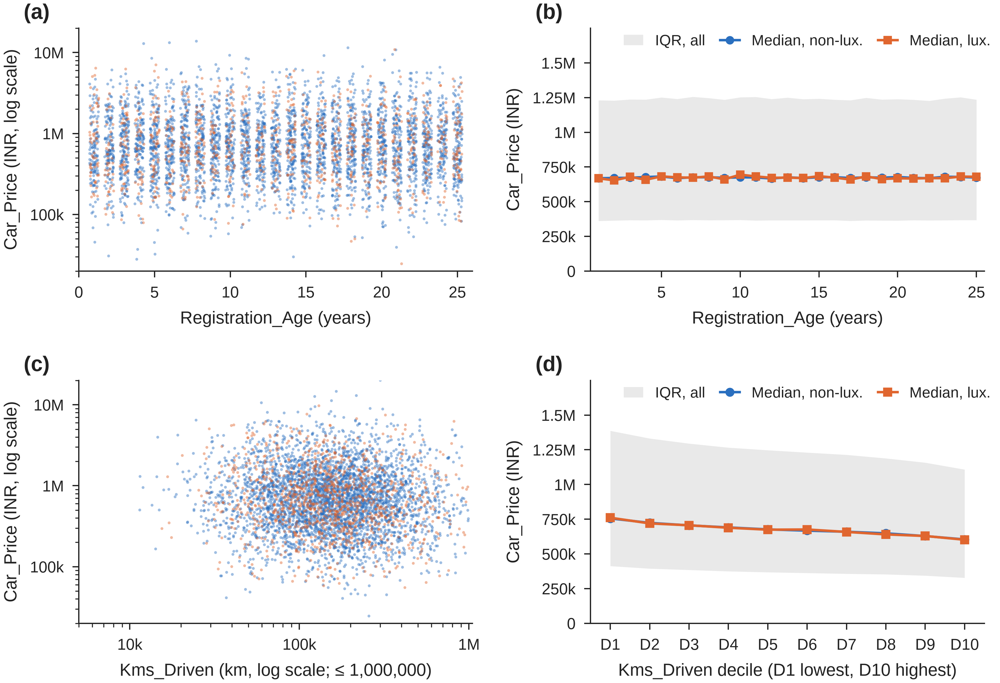 (a)
Car_Price (INR, log scale)
10M
1M
100k
0 5 10 15 20 25
Registration_Age (years)
(b)
IQR, all Median, non-lux. Median, lux.
Car_Price (INR)
1.5M
1.25M
1M
750k
500k
250k
0
5 10 15 20 25
Registration_Age (years)
(c)
Car_Price (INR, log scale)
10M
1M
100k
10k 100k 1M
Kms_Driven (km, log scale; ≤ 1,000,000)
(d)
IQR, all Median, non-lux. Median, lux.
Car_Price (INR)
1.5M
1.25M
1M
750k
500k
250k
0
D1 D2 D3 D4 D5 D6 D7 D8 D9 D10
Kms_Driven decile (D1 lowest, D10 highest)